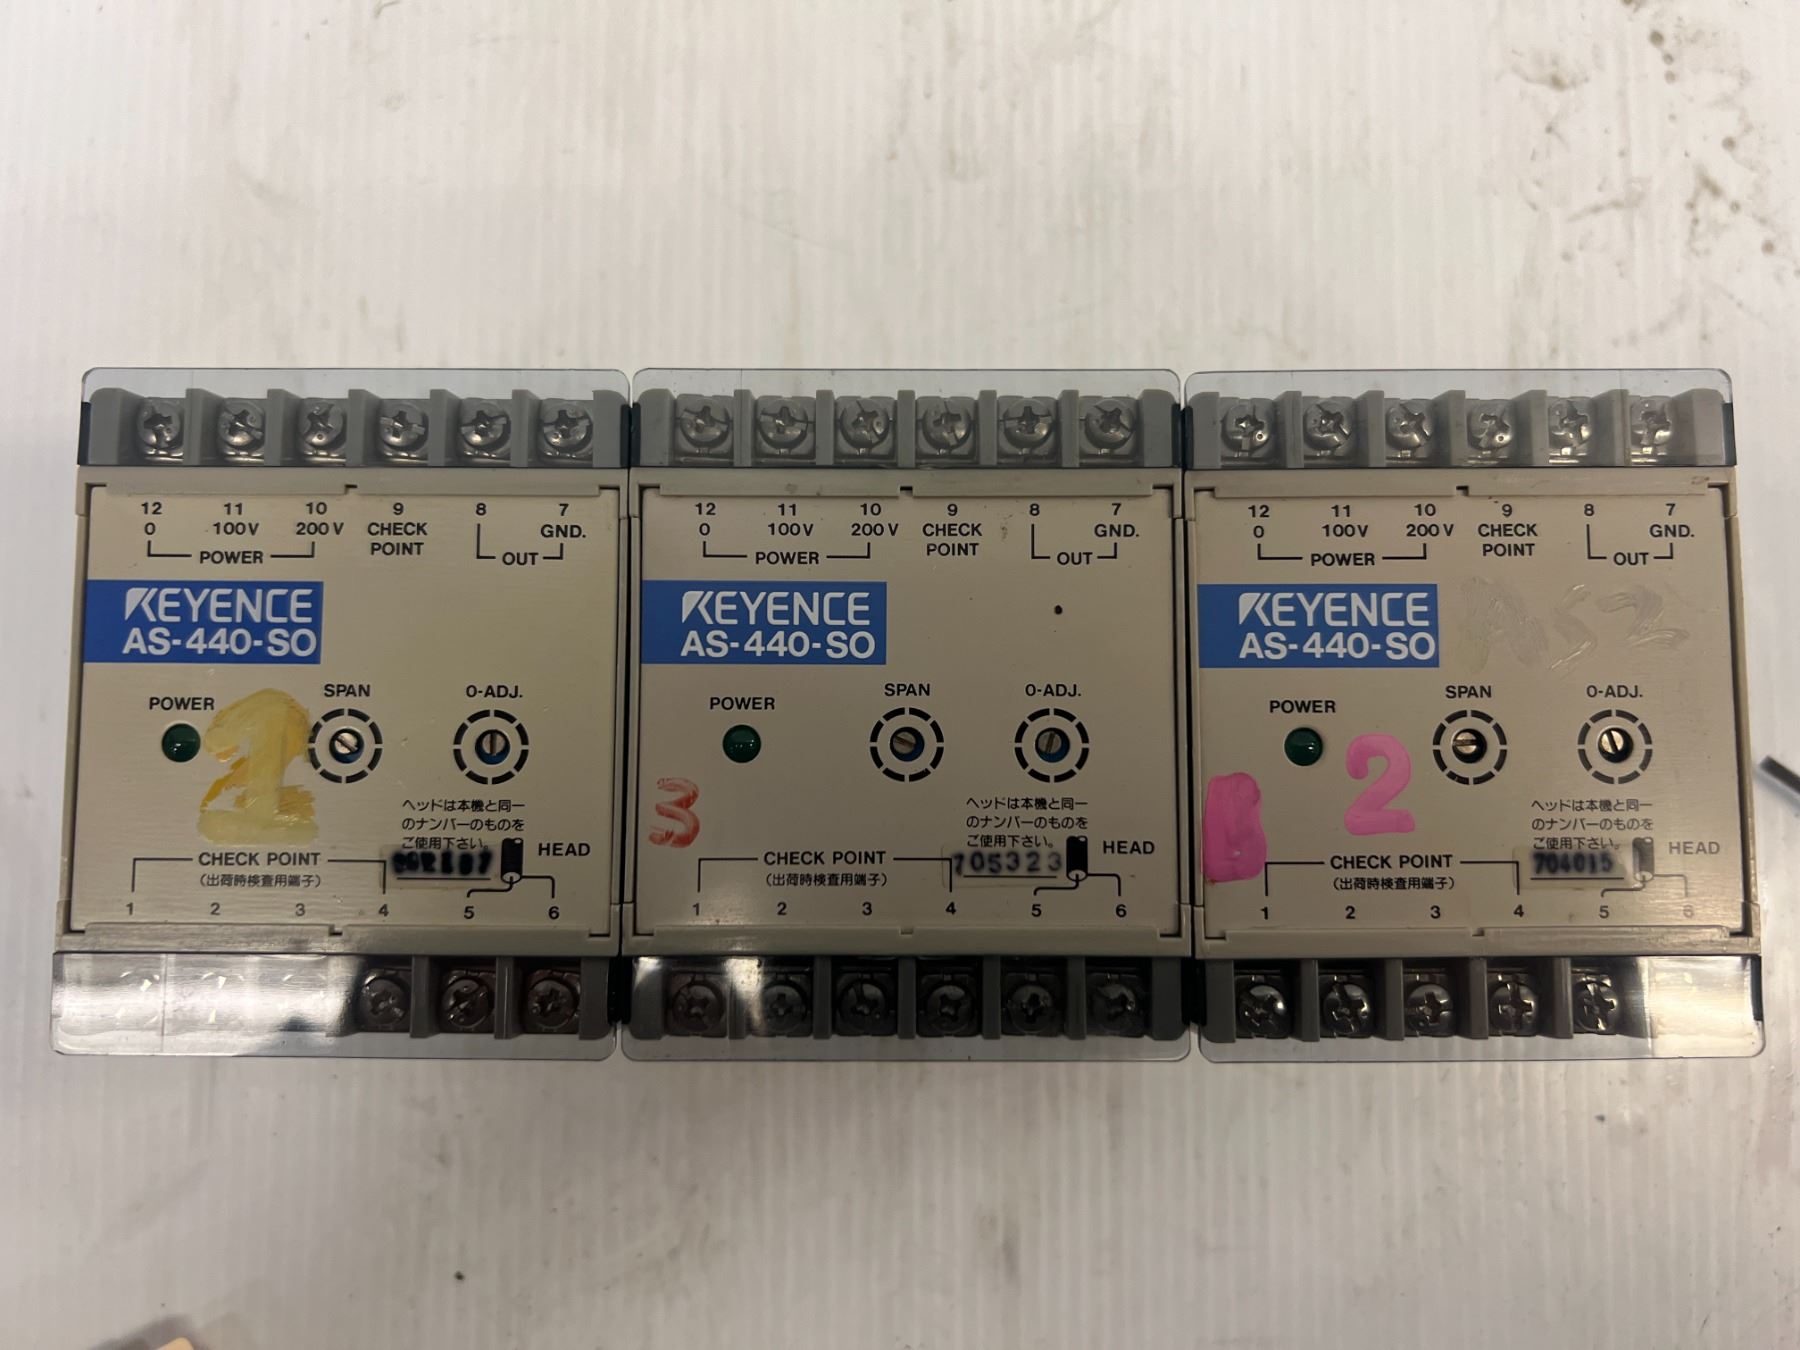 12 11 10 9 8 7
0 100V 200V CHECK POINT GND.
POWER OUT
KEYENCE
AS-440-SO
POWER SPAN 0-ADJ.
ヘッドは本機と同一
のナンバーのものを
ご使用下さい。
CHECK POINT HEAD
(出荷時検査用端子)
1 2 3 4 5 6
12 11 10 9 8 7
0 100V 200V CHECK POINT GND.
POWER OUT
KEYENCE
AS-440-SO
POWER SPAN 0-ADJ.
3
ヘッドは本機と同一
のナンバーのものを
ご使用下さい。
CHECK POINT 705323 HEAD
(出荷時検査用端子)
1 2 3 4 5 6
12 11 10 9 8 7
0 100V 200V CHECK POINT GND.
POWER OUT
KEYENCE
AS-440-SO
AS2
POWER SPAN 0-ADJ.
2
ヘッドは本機と同一
のナンバーのものを
ご使用下さい。
CHECK POINT 704015 HEAD
(出荷時検査用端子)
1 2 3 4 5 6